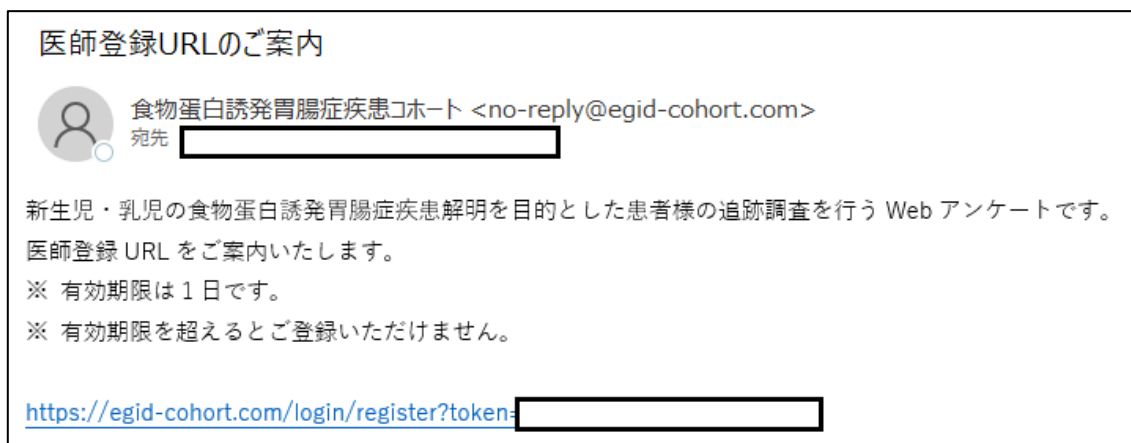 医師登録URLのご案内
食物蛋白誘発胃腸症疾患コホート <no-reply@egid-cohort.com>
宛先
新生児・乳児の食物蛋白誘発胃腸症疾患解明を目的とした患者様の追跡調査を行う Web アンケートです。
医師登録 URL をご案内いたします。
※ 有効期限は 1 日です。
※ 有効期限を超えるとご登録いただけません。
https://egid-cohort.com/login/register?token=